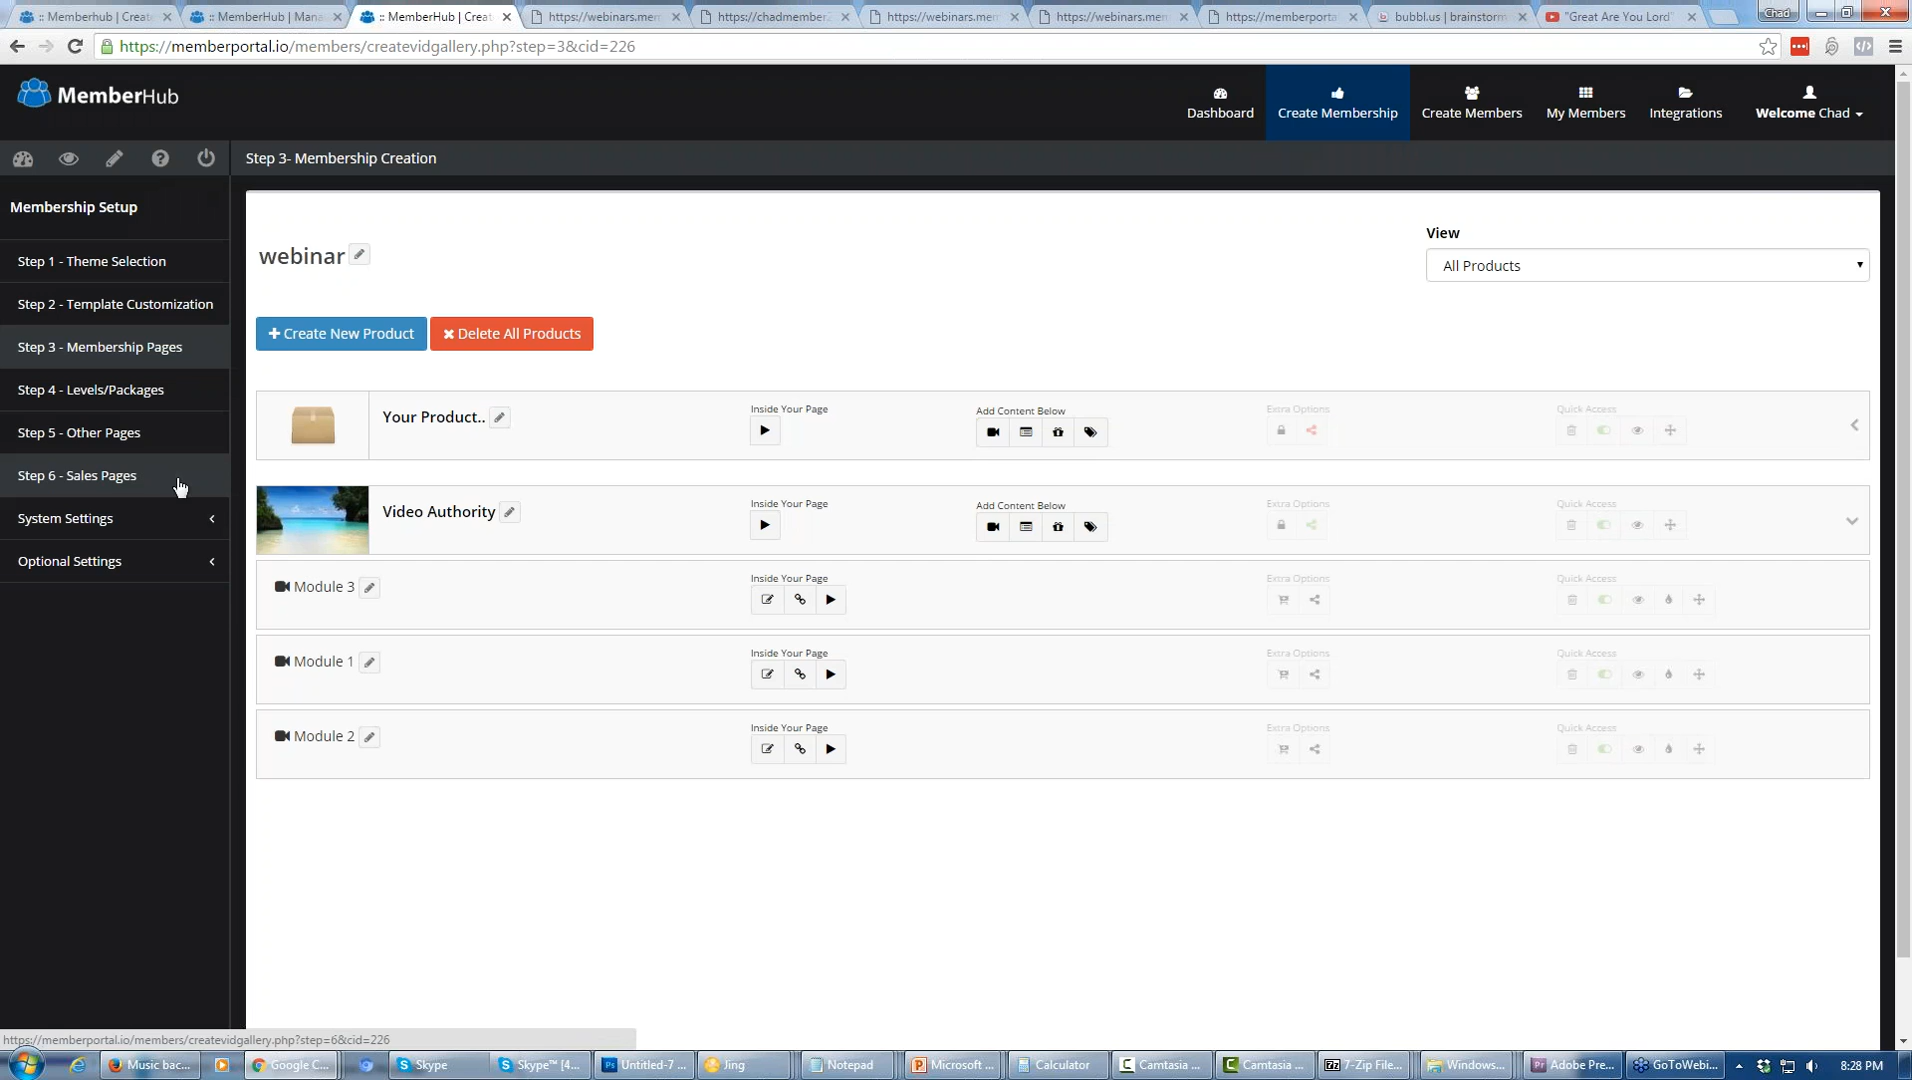 :: MemberHub | Create
:: MemberHub | Mana
:: MemberHub | Creat
https://webinars.mem
https://chadmember2
https://webinars.mem
https://webinars.mem
https://memberporta
bubbl.us | brainstorm
"Great Are You Lord"
Chad
https://memberportal.io/members/createvidgallery.php?step=3&cid=226
MemberHub
Dashboard
Create Membership
Create Members
My Members
Integrations
Welcome Chad
Step 3- Membership Creation
Membership Setup
Step 1 - Theme Selection
Step 2 - Template Customization
Step 3 - Membership Pages
Step 4 - Levels/Packages
Step 5 - Other Pages
Step 6 - Sales Pages
System Settings
Optional Settings
webinar
View
All Products
Create New Product
Delete All Products
Your Product..
Inside Your Page
Add Content Below
Extra Options
Quick Access
Video Authority
Inside Your Page
Add Content Below
Extra Options
Quick Access
Module 3
Inside Your Page
Extra Options
Quick Access
Module 1
Inside Your Page
Extra Options
Quick Access
Module 2
Inside Your Page
Extra Options
Quick Access
https://memberportal.io/members/createvidgallery.php?step=6&cid=226
Music bac...
Google C...
Skype
Skype™ [4...
Untitled-7 ...
Jing
Notepad
Microsoft ...
Calculator
Camtasia ...
Camtasia ...
7-Zip File...
Windows...
Adobe Pre...
GoToWebi...
8:28 PM